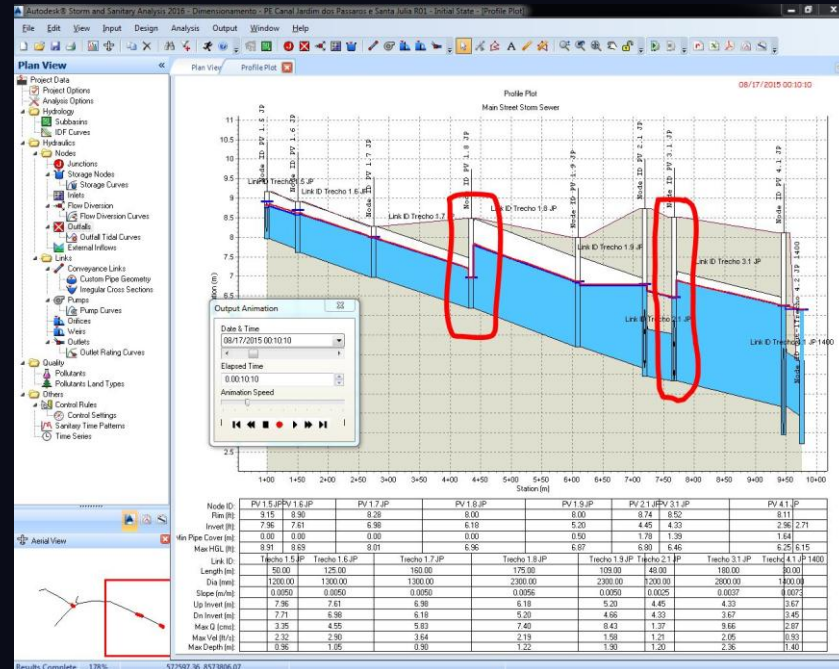 Autodesk® Storm and Sanitary Analysis 2016 - Dimensionamento - PE Canal Jardim dos Passaros e Santa Julia R01 - Initial State - [Profile Plot]
File Edit View Input Design Analysis Output Window Help
Plan View
Plan View
Profile Plot
Project Data
Project Options
Analysis Options
Hydrology
Subbasins
IDF Curves
Hydraulics
Nodes
Junctions
Storage Nodes
Storage Curves
Inlets
Flow Diversion
Flow Diversion Curves
Outfalls
Outfall Tidal Curves
External Inflows
Links
Conveyance Links
Custom Pipe Geometry
Irregular Cross Sections
Pumps
Pump Curves
Orifices
Weirs
Outlets
Outlet Rating Curves
Quality
Pollutants
Pollutants Land Types
Others
Control Rules
Control Settings
Time Series
Aerial View
08/17/2015 00:10:10
Profile Plot
Main Street Storm Sewer
11
10.5
10
9.5
9
8.5
8
7.5
7
6.5
2.5
Node ID PV 1.5 JP
Node ID PV 1.6 JP
Node ID PV 1.7 JP
Node ID PV 1.8 JP
Node ID PV 1.9 JP
Node ID PV 2.1 JP
Node ID PV 3.1 JP
Node ID PV 4.1 JP
Link ID Trecho 1.6 JP
Link ID Trecho 1.7
Link ID Trecho 1.8 JP
Link ID Trecho 1.9 JP
Link ID Trecho 3.1 JP
Output Animation
Date & Time
08/17/2015 00:10:10
Elapsed Time
0.00:10:10
Animation Speed
1+00 1+50 2+00 2+50 3+00 3+50 4+00 4+50 5+00 5+50 6+00 6+50 7+00 7+50 8+00 8+50 9+00 9+50 10+00
Station (m)
Node ID: PV 1.5 JP PV 1.6 JP PV 1.7 JP PV 1.8 JP PV 1.9 JP PV 2.1 JP PV 3.1 JP PV 4.1 JP
Rim (ft): 9.15 8.90 8.28 8.00 8.00 8.74 8.52 8.11
Invert (ft): 7.96 7.61 6.98 6.18 5.20 4.45 4.33 2.96 2.71
Min Pipe Cover (m): 0.00 0.00 0.00 0.00 0.50 1.78 1.39 1.64
Max HGL (ft): 8.91 8.69 8.01 6.96 6.87 6.80 6.46 6.25 6.15
Link ID: Trecho 1.5 JP Trecho 1.6 JP Trecho 1.7 JP Trecho 1.8 JP Trecho 1.9 JP Trecho 2.1 JP Trecho 3.1 JP Trecho 4.1 JP 1400
Length (m): 50.00 125.00 160.00 175.00 109.00 48.00 180.00 30.00
Dia (mm): 1200.00 1300.00 1300.00 2300.00 2300.00 1200.00 2800.00 1400.00
Slope (m/m): 0.0050 0.0050 0.0050 0.0056 0.0050 0.0025 0.0037 0.0073
Up Invert (m): 7.96 7.61 6.98 6.18 5.20 4.45 4.33 3.67
Dn Invert (m): 7.71 6.98 6.18 5.20 4.66 4.33 3.67 3.45
Max Q (cms): 3.35 4.55 5.83 7.40 8.43 1.37 9.66 2.87
Max Vel (ft/s): 2.32 2.90 3.64 2.19 1.58 1.21 2.05 0.93
Max Depth (m): 0.96 1.05 0.90 1.22 1.90 1.20 2.36 1.40
Results Complete 178% 572597.36, 8573806.07